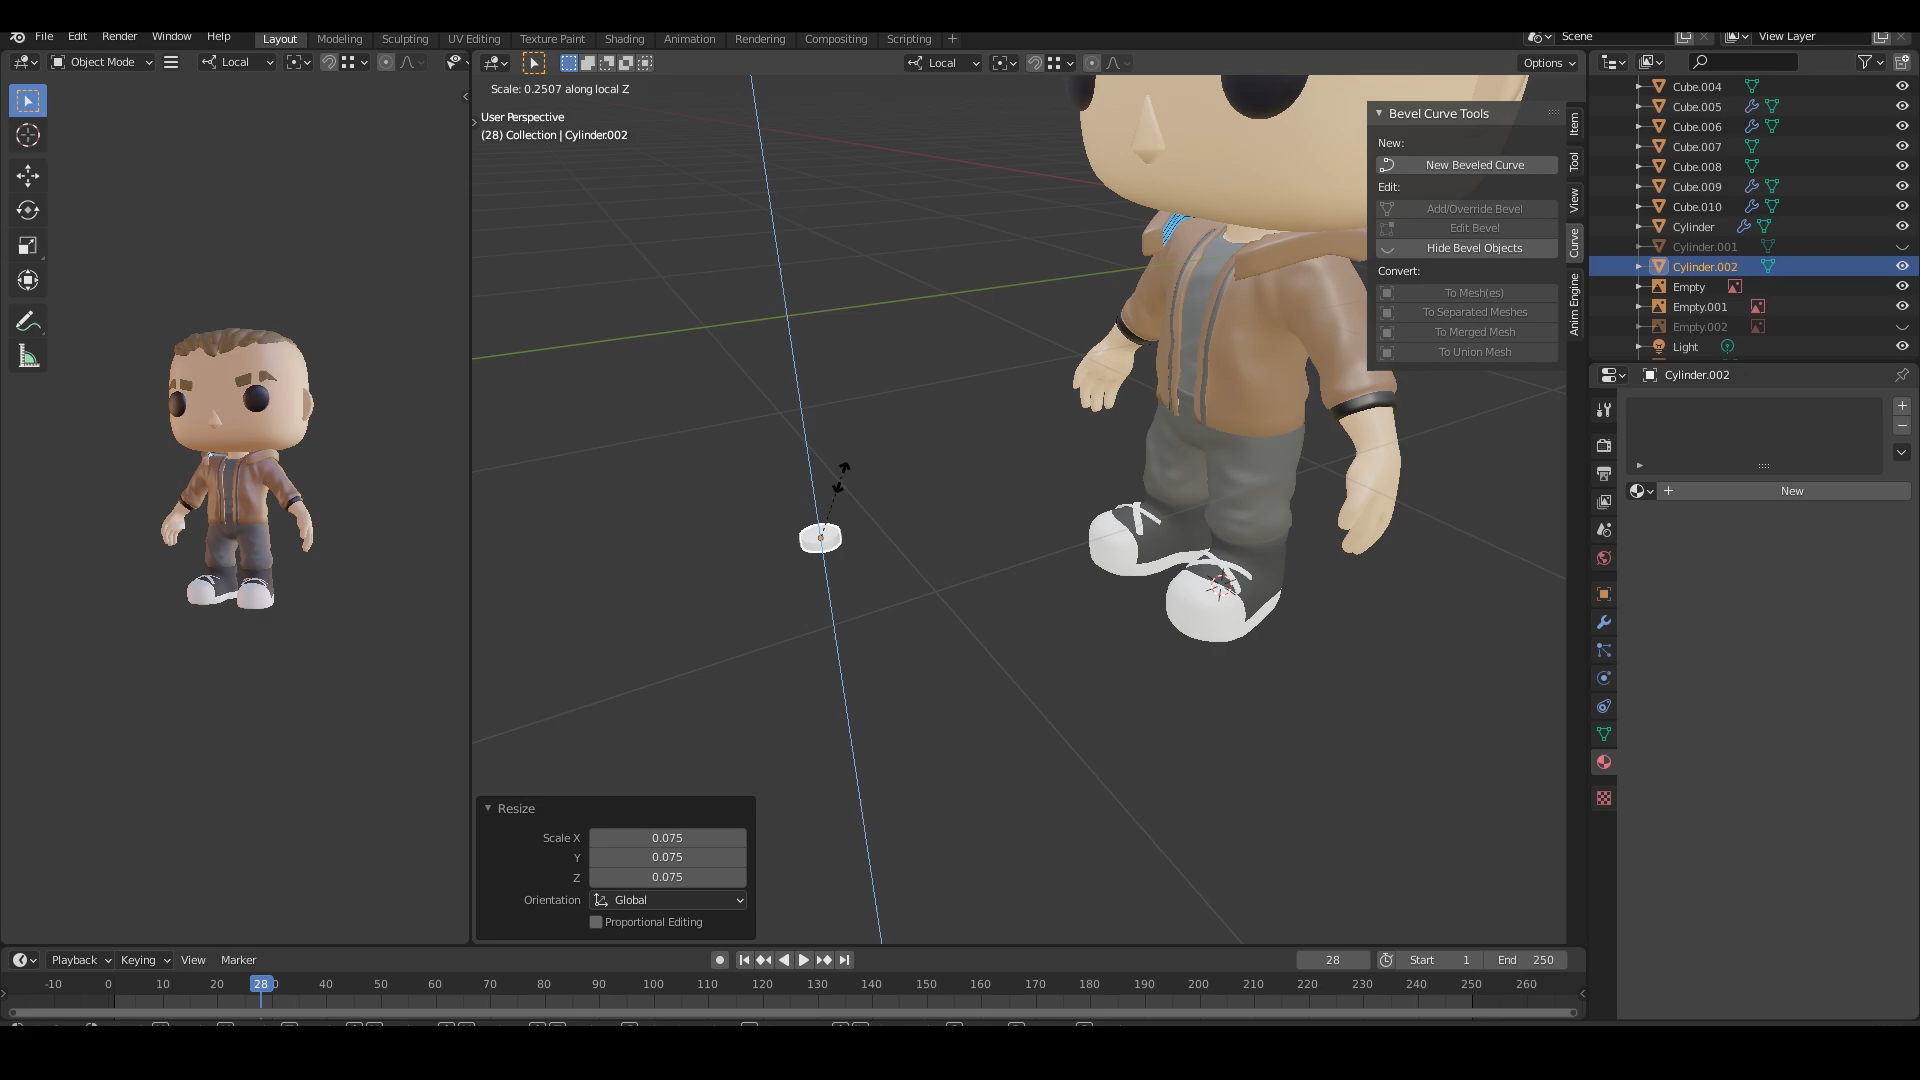 File Edit Render Window Help Layout Modeling Sculpting UV Editing Texture Paint Shading Animation Rendering Compositing Scripting + Scene View Layer
Object Mode Local Local Options
Scale: 0.2507 along local Z
User Perspective
(28) Collection | Cylinder.002
Bevel Curve Tools
New:
New Beveled Curve
Edit:
Add/Override Bevel
Edit Bevel
Hide Bevel Objects
Convert:
To Mesh(es)
To Separated Meshes
To Merged Mesh
To Union Mesh
Item
Tool
View
Curve
Anim Engine
Cube.004
Cube.005
Cube.006
Cube.007
Cube.008
Cube.009
Cube.010
Cylinder
Cylinder.001
Cylinder.002
Empty
Empty.001
Empty.002
Light
Cylinder.002
New
Resize
Scale X 0.075
Y 0.075
Z 0.075
Orientation Global
Proportional Editing
Playback Keying View Marker 28 Start 1 End 250
-10 0 10 20 28 40 50 60 70 80 90 100 110 120 130 140 150 160 170 180 190 200 210 220 230 240 250 260